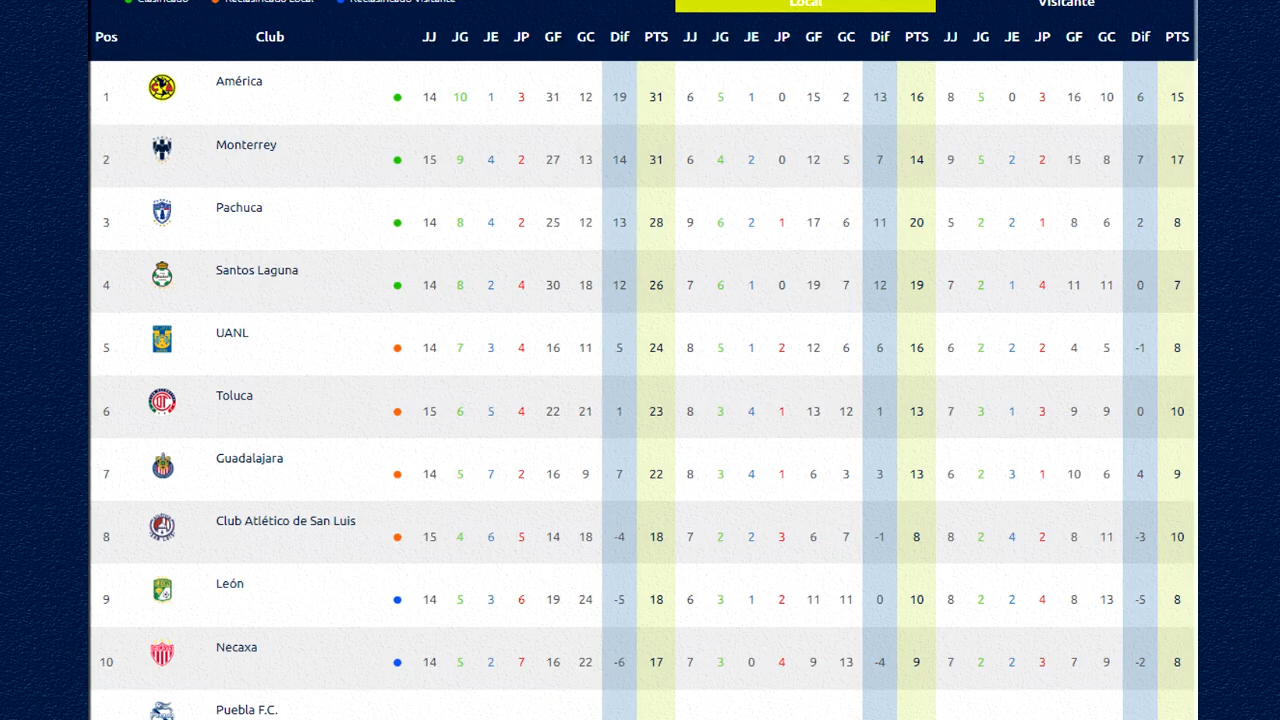 Clasificado Reclasificado Local Reclasificado Visitante Local Visitante
Pos Club JJ JG JE JP GF GC Dif PTS JJ JG JE JP GF GC Dif PTS JJ JG JE JP GF GC Dif PTS
1 América 14 10 1 3 31 12 19 31 6 5 1 0 15 2 13 16 8 5 0 3 16 10 6 15
2 Monterrey 15 9 4 2 27 13 14 31 6 4 2 0 12 5 7 14 9 5 2 2 15 8 7 17
3 Pachuca 14 8 4 2 25 12 13 28 9 6 2 1 17 6 11 20 5 2 2 1 8 6 2 8
4 Santos Laguna 14 8 2 4 30 18 12 26 7 6 1 0 19 7 12 19 7 2 1 4 11 11 0 7
5 UANL 14 7 3 4 16 11 5 24 8 5 1 2 12 6 6 16 6 2 2 2 4 5 -1 8
6 Toluca 15 6 5 4 22 21 1 23 8 3 4 1 13 12 1 13 7 3 1 3 9 9 0 10
7 Guadalajara 14 5 7 2 16 9 7 22 8 3 4 1 6 3 3 13 6 2 3 1 10 6 4 9
8 Club Atlético de San Luis 15 4 6 5 14 18 -4 18 7 2 2 3 6 7 -1 8 8 2 4 2 8 11 -3 10
9 León 14 5 3 6 19 24 -5 18 6 3 1 2 11 11 0 10 8 2 2 4 8 13 -5 8
10 Necaxa 14 5 2 7 16 22 -6 17 7 3 0 4 9 13 -4 9 7 2 2 3 7 9 -2 8
Puebla F.C.